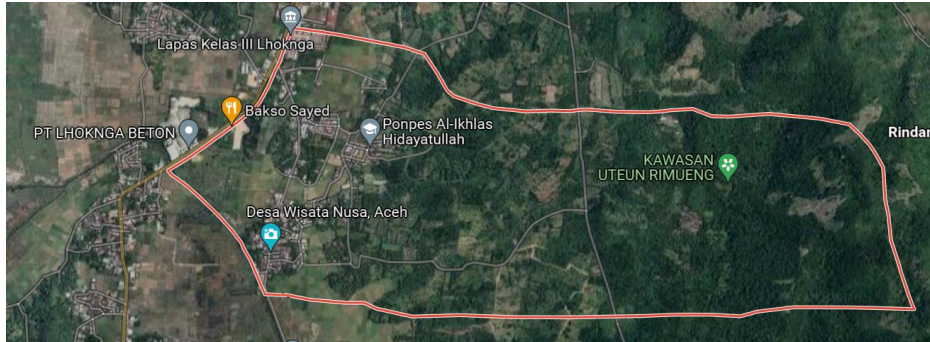 Lapas Kelas III Lhoknga
Bakso Sayed
PT LHOKNGA BETON
Ponpes Al-Ikhlas
Hidayatullah
Rindar
KAWASAN
UTEUN RIMUENG
Desa Wisata Nusa, Aceh